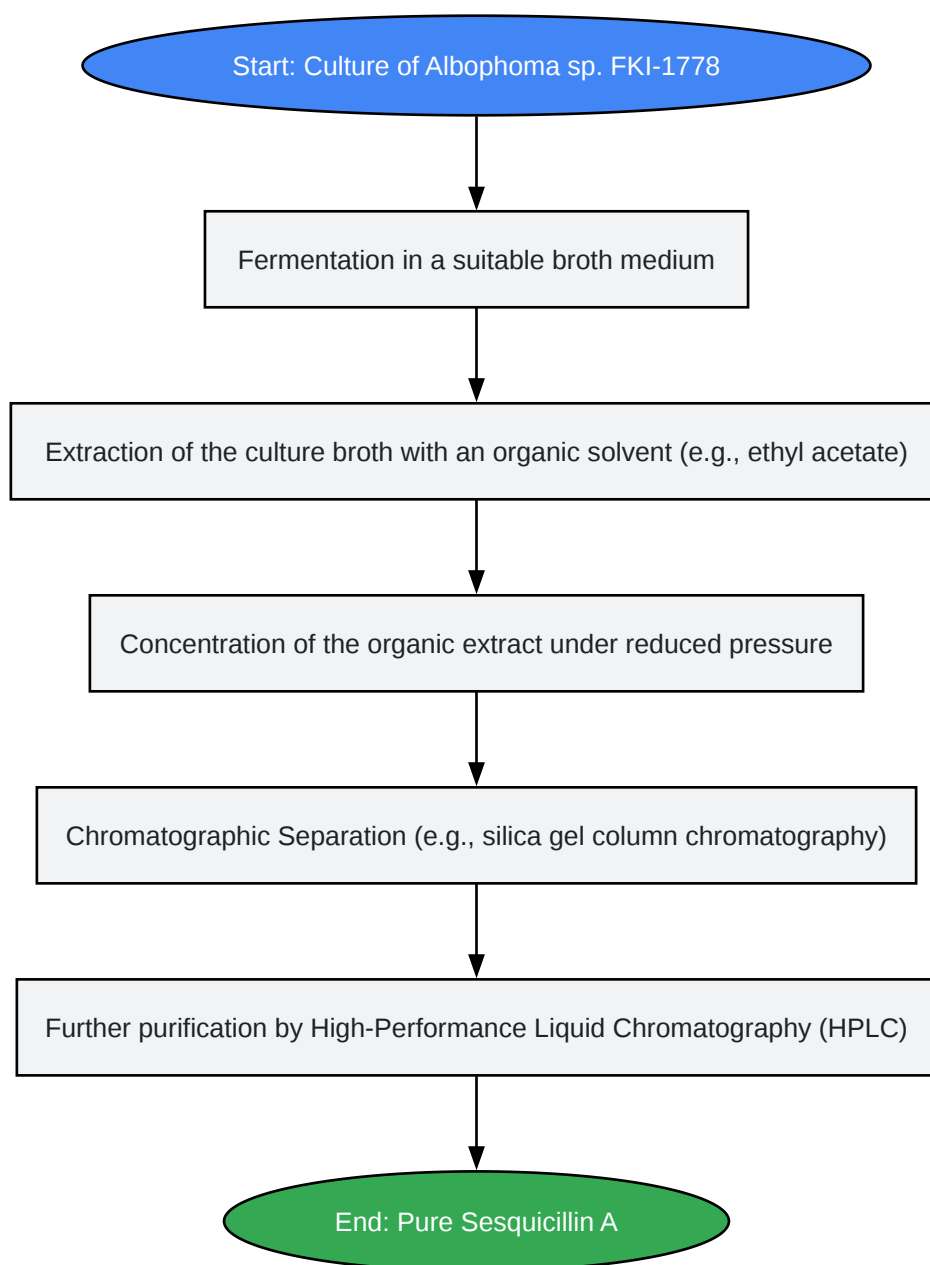 Start: Culture of Albophoma sp. FKI-1778
Fermentation in a suitable broth medium
Extraction of the culture broth with an organic solvent (e.g., ethyl acetate)
Concentration of the organic extract under reduced pressure
Chromatographic Separation (e.g., silica gel column chromatography)
Further purification by High-Performance Liquid Chromatography (HPLC)
End: Pure Sesquicillin A